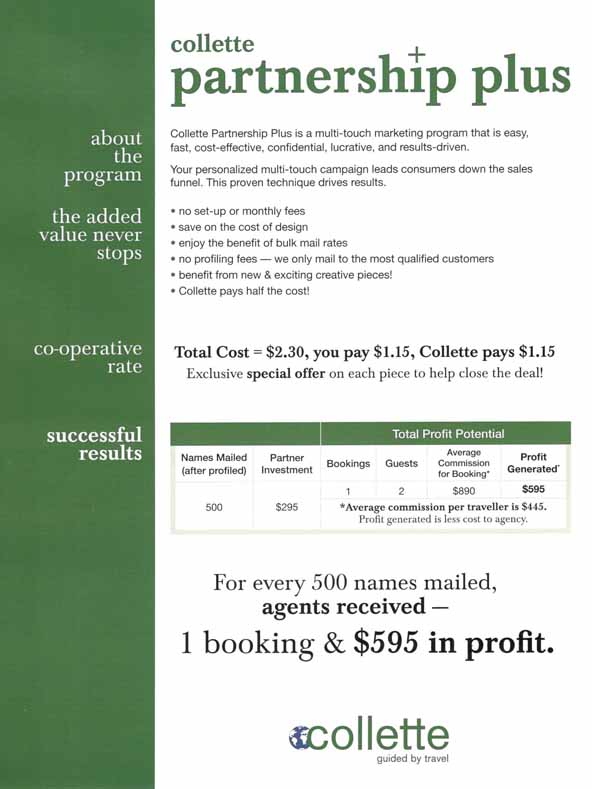 collette
partnership plus
about
the
program
Collette Partnership Plus is a multi-touch marketing program that is easy,
fast, cost-effective, confidential, lucrative, and results-driven.
Your personalized multi-touch campaign leads consumers down the sales
funnel. This proven technique drives results.
the added
value never
stops
• no set-up or monthly fees
• save on the cost of design
• enjoy the benefit of bulk mail rates
• no profiling fees — we only mail to the most qualified customers
• benefit from new & exciting creative pieces!
• Collette pays half the cost!
co-operative
rate
Total Cost = $2.30, you pay $1.15, Collette pays $1.15
Exclusive special offer on each piece to help close the deal!
successful
results
Total Profit Potential
Names Mailed
(after profiled)
Partner
Investment
Bookings
Guests
Average
Commission
for Booking*
Profit
Generated*
500
$295
1
2
$890
$595
*Average commission per traveller is $445.
Profit generated is less cost to agency.
For every 500 names mailed,
agents received —
1 booking & $595 in profit.
collette
guided by travel